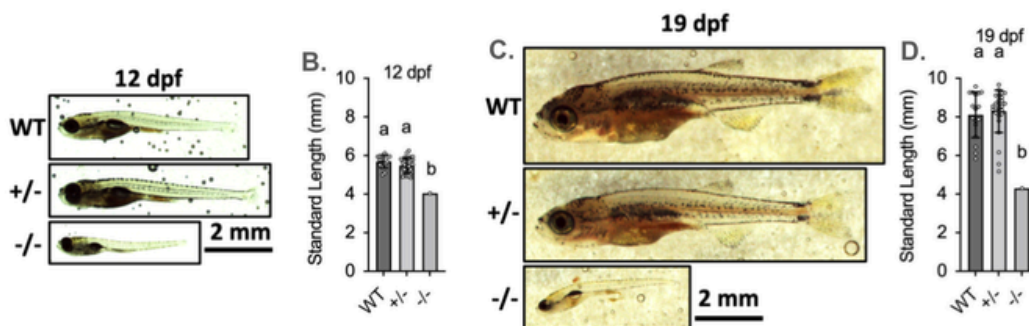 12 dpf
WT
+/-
-/-
2 mm
B.
12 dpf
Standard Length (mm)
10
8
6
4
2
0
a
a
b
WT
+/-
-/-
C.
19 dpf
WT
+/-
-/-
2 mm
D.
19 dpf
Standard Length (mm)
10
8
6
4
2
0
a
a
b
WT
+/-
-/-